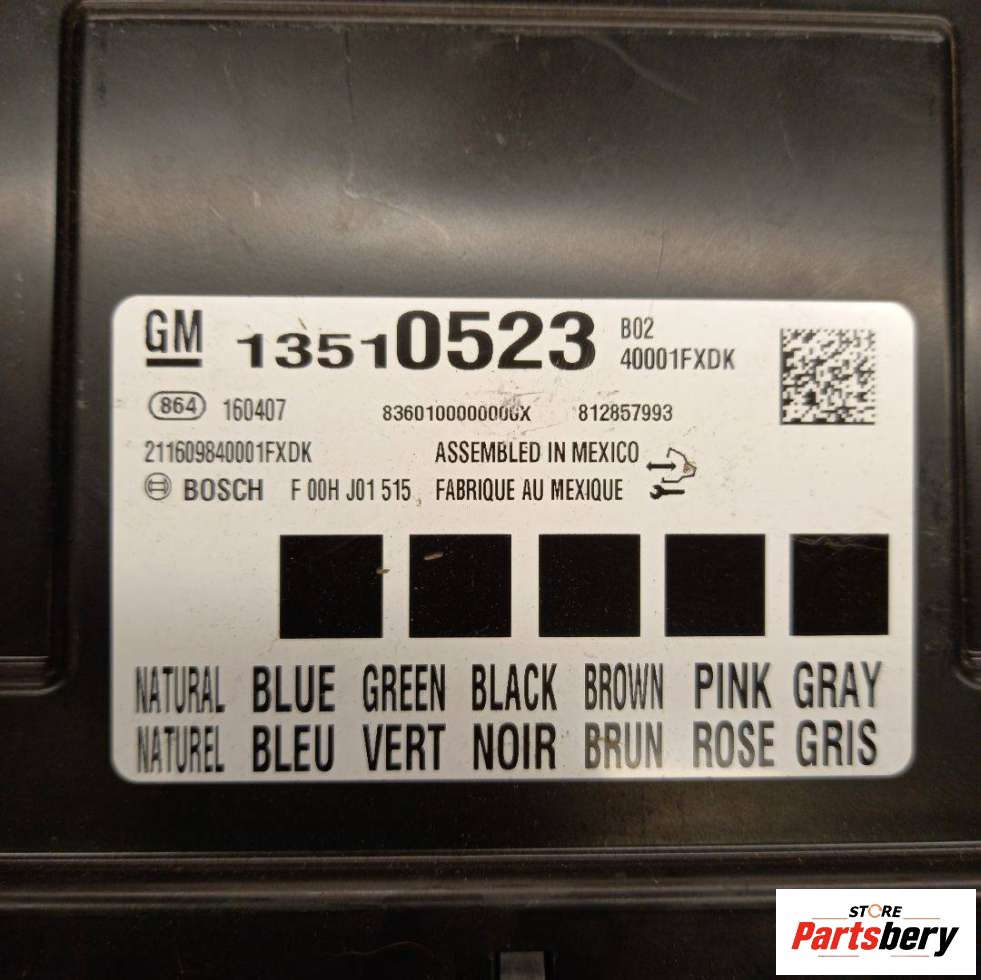 GM 13510523 B02
40001FXDK
864 160407 8360100000000X 812857993
211609840001FXDK ASSEMBLED IN MEXICO
BOSCH F 00H J01 515 FABRIQUE AU MEXIQUE
NATURAL BLUE GREEN BLACK BROWN PINK GRAY
NATUREL BLEU VERT NOIR BRUN ROSE GRIS
STORE
Partsbery